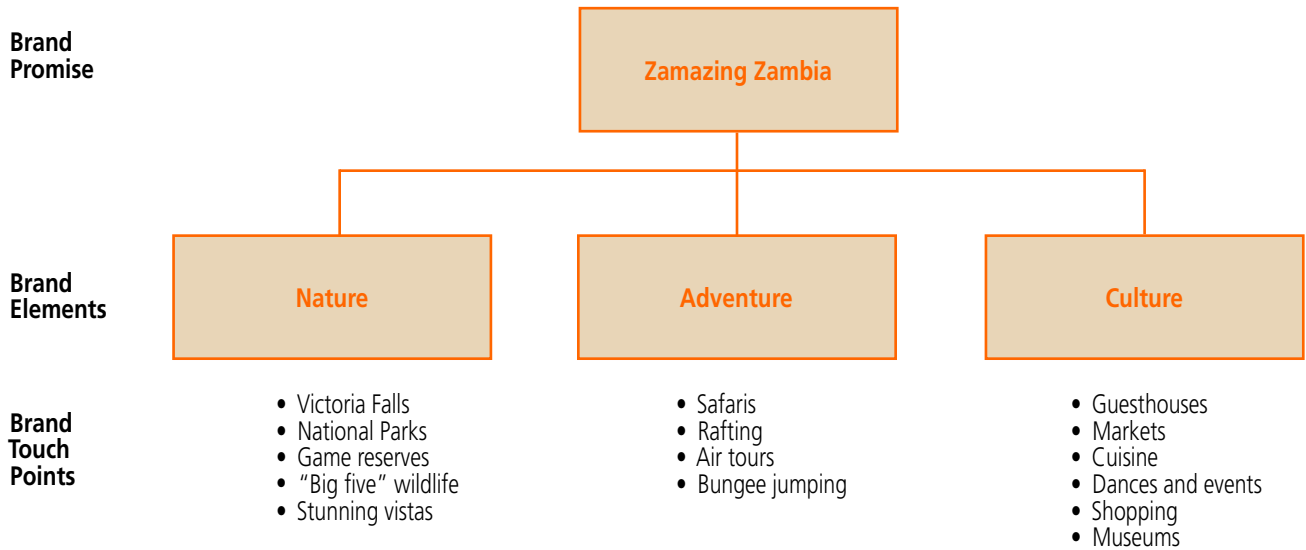 Brand
Promise
Zamazing Zambia
Brand
Elements
Nature
Adventure
Culture
Brand
Touch
Points
• Victoria Falls
• National Parks
• Game reserves
• “Big five” wildlife
• Stunning vistas
• Safaris
• Rafting
• Air tours
• Bungee jumping
• Guesthouses
• Markets
• Cuisine
• Dances and events
• Shopping
• Museums